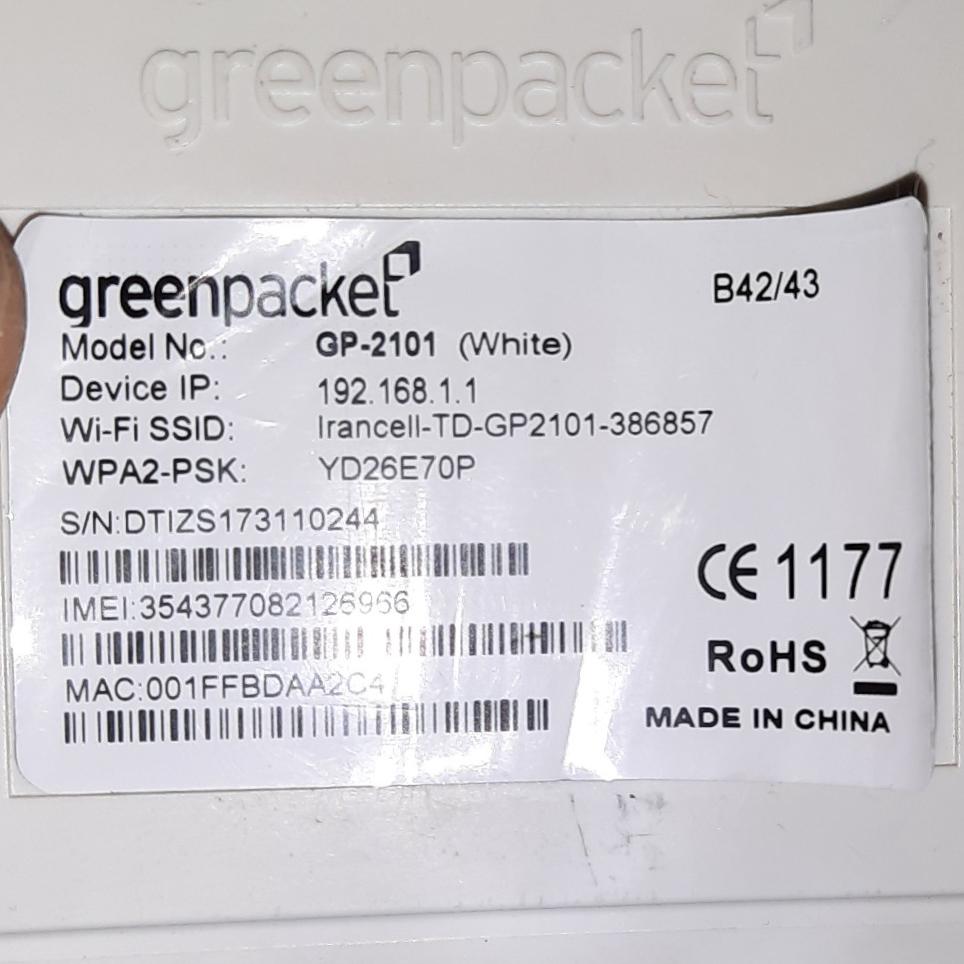 greenpacket
greenpacket
B42/43
Model No.: GP-2101 (White)
Device IP: 192.168.1.1
Wi-Fi SSID: Irancell-TD-GP2101-386857
WPA2-PSK: YD26E70P
S/N:DTIZS173110244
IMEI:354377082126966
MAC:001FFBDAA2C4
CE 1177
RoHS
MADE IN CHINA